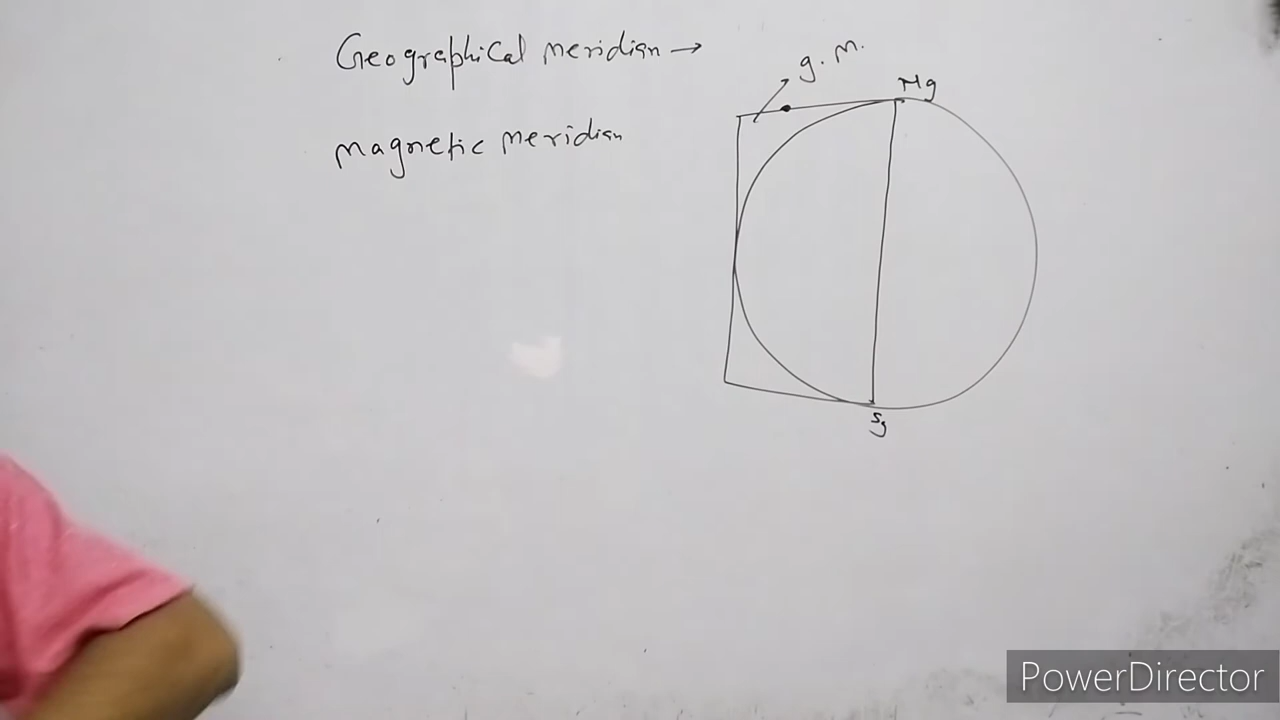 Geographical meridian →
g.m.
Ng
magnetic meridian
Sg
PowerDirector